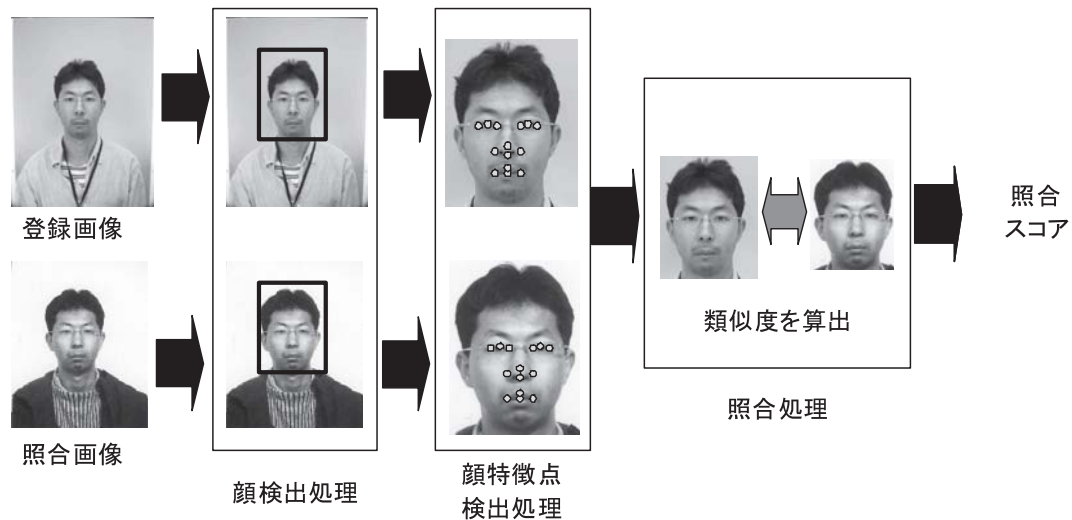 登録画像
照合画像
顔検出処理
顔特徴点
検出処理
類似度を算出
照合処理
照合
スコア